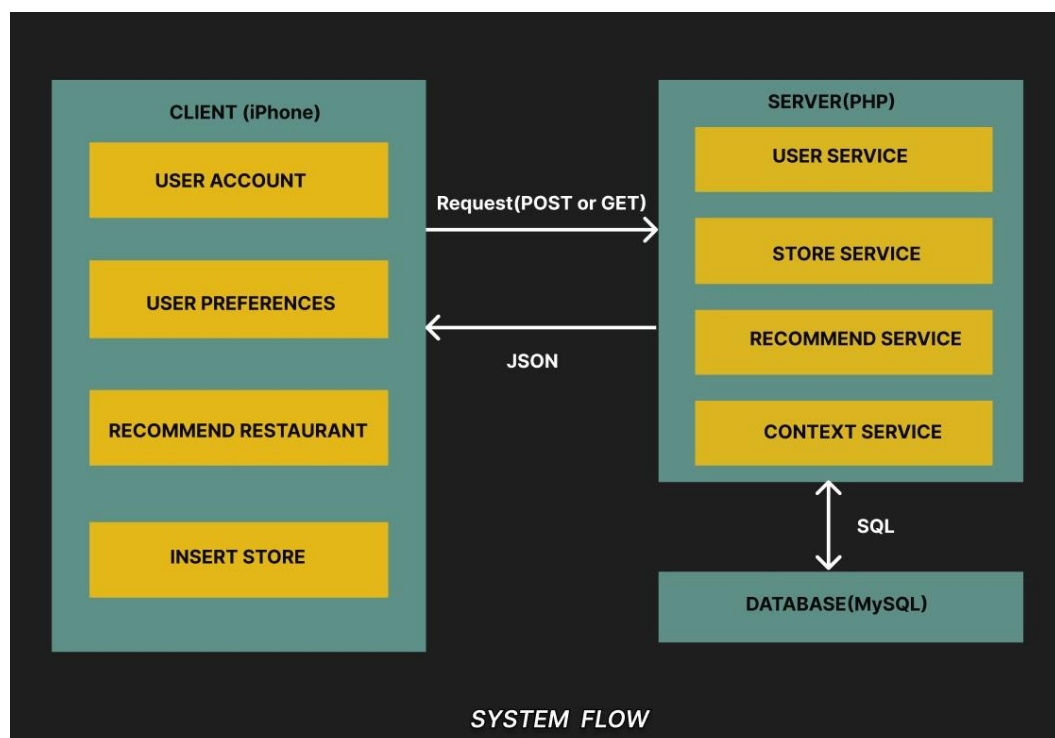 CLIENT (iPhone)
USER ACCOUNT
USER PREFERENCES
RECOMMEND RESTAURANT
INSERT STORE
Request(POST or GET)
JSON
SERVER(PHP)
USER SERVICE
STORE SERVICE
RECOMMEND SERVICE
CONTEXT SERVICE
SQL
DATABASE(MySQL)
SYSTEM FLOW